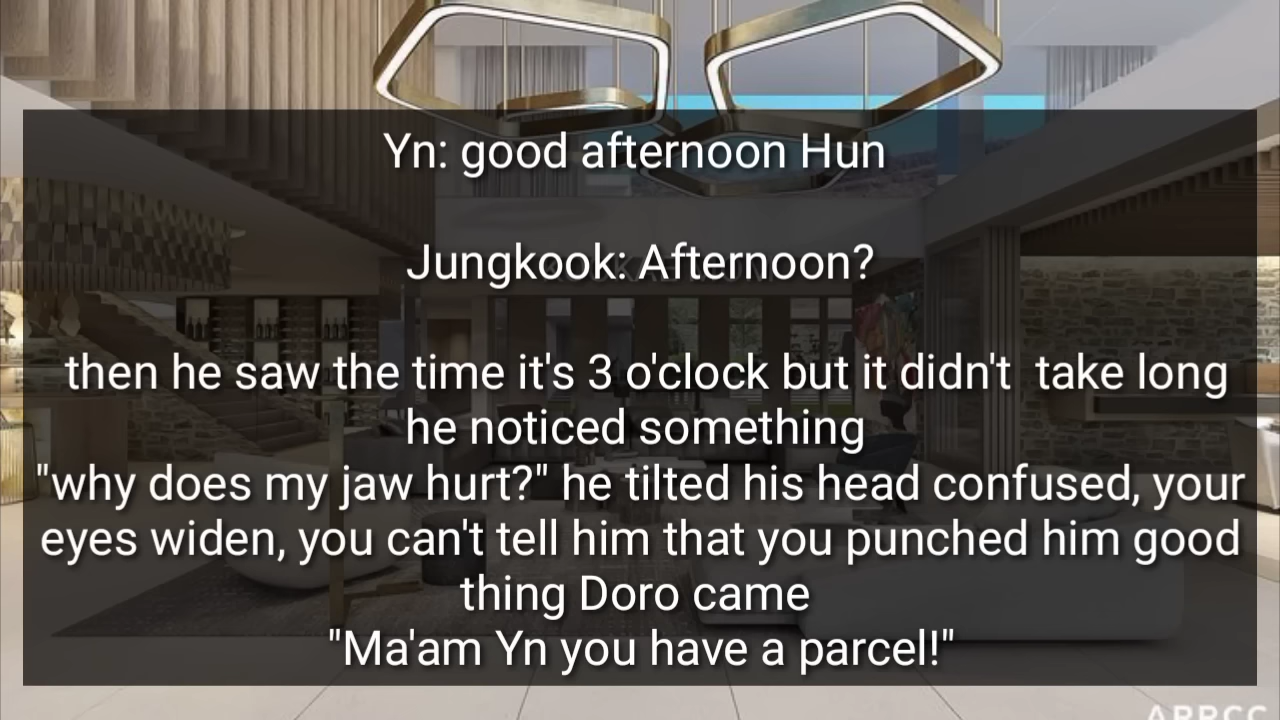 Yn: good afternoon Hun
Jungkook: Afternoon?
then he saw the time it's 3 o'clock but it didn't  take long
he noticed something
"why does my jaw hurt?" he tilted his head confused, your
eyes widen, you can't tell him that you punched him good
thing Doro came
"Ma'am Yn you have a parcel!"